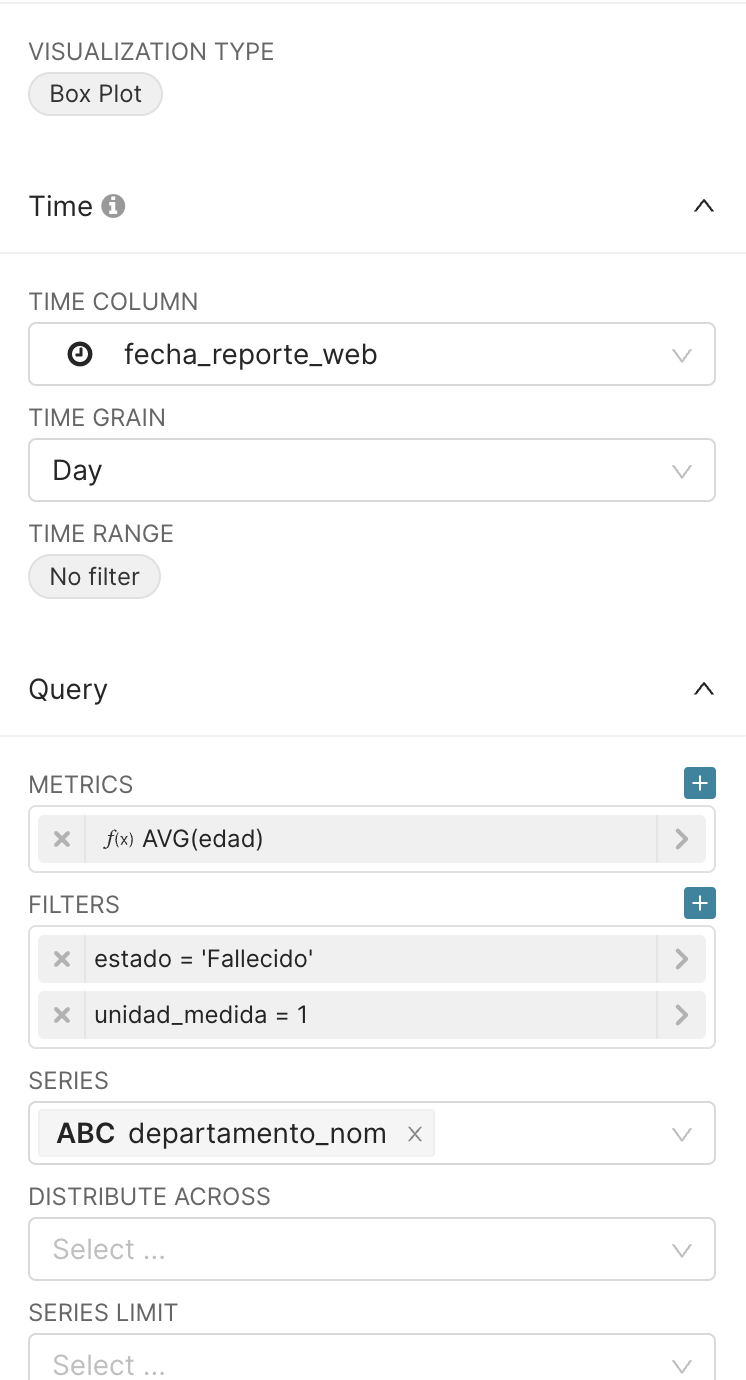 VISUALIZATION TYPE
Box Plot
Time
TIME COLUMN
fecha_reporte_web
TIME GRAIN
Day
TIME RANGE
No filter
Query
METRICS
f(x) AVG(edad)
FILTERS
estado = 'Fallecido'
unidad_medida = 1
SERIES
ABC departamento_nom
DISTRIBUTE ACROSS
Select ...
SERIES LIMIT
Select ...